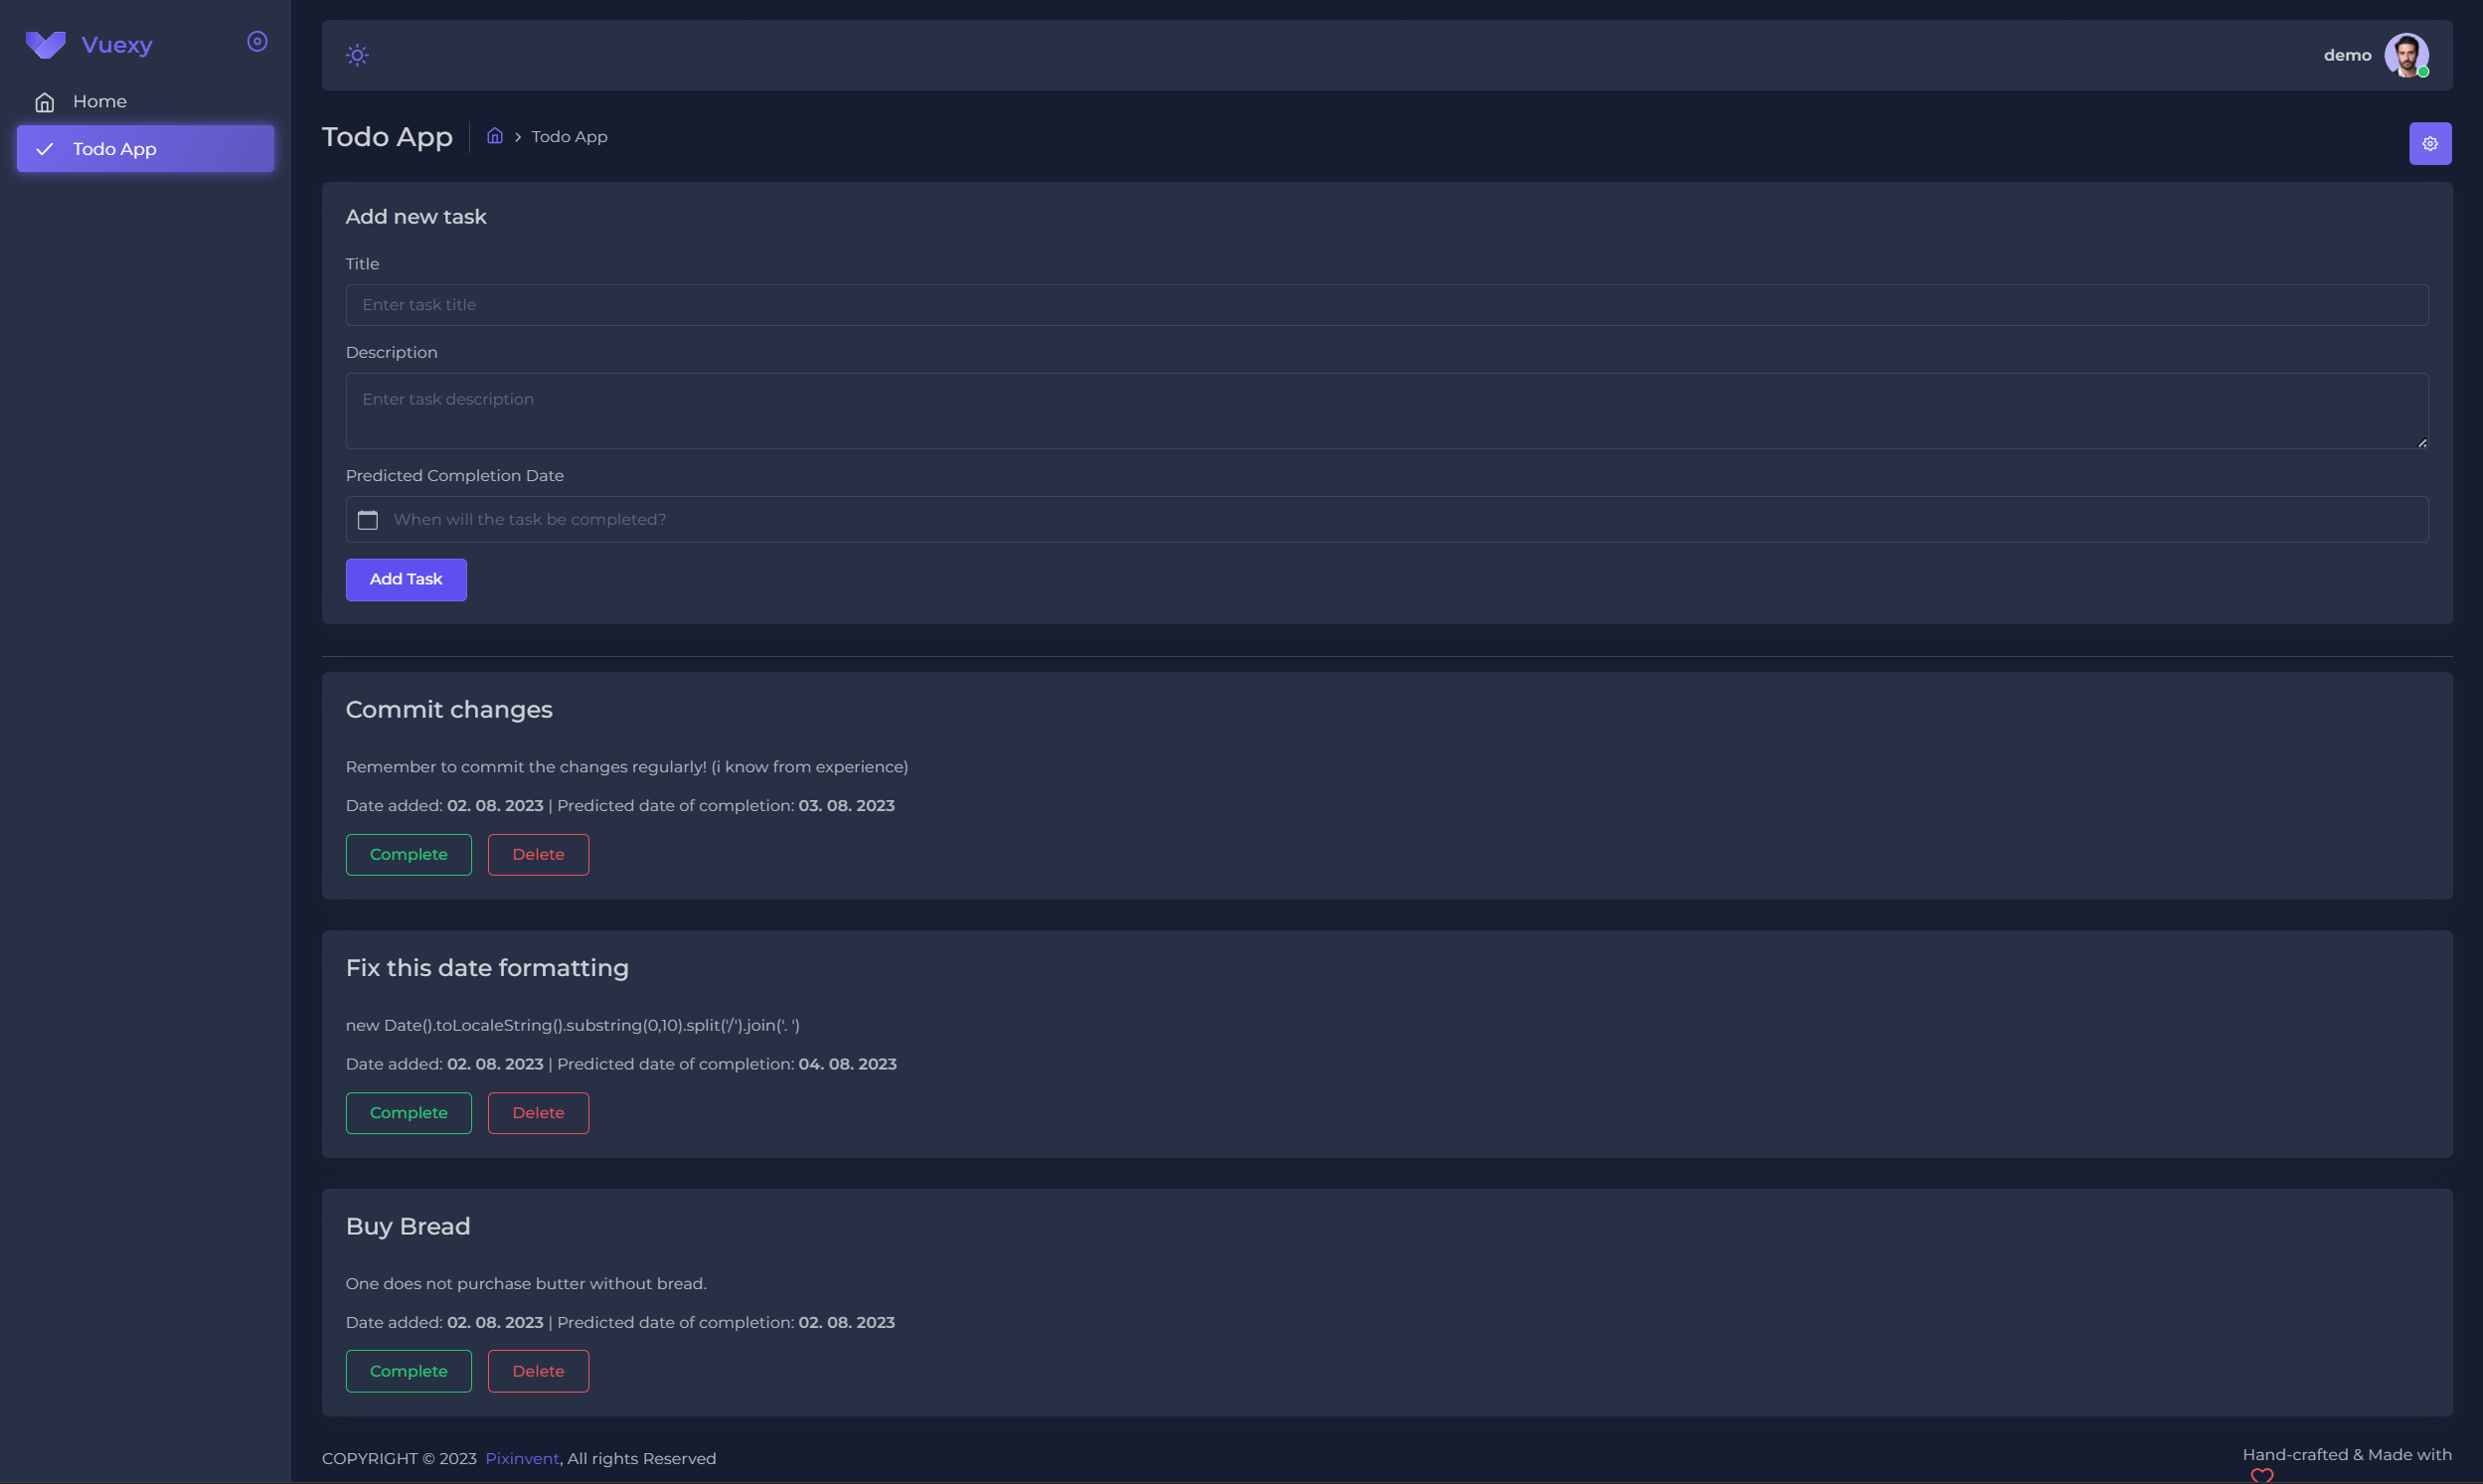 Vuexy
Home
Todo App
demo
Todo App
Todo App
Add new task
Title
Enter task title
Description
Enter task description
Predicted Completion Date
When will the task be completed?
Add Task
Commit changes
Remember to commit the changes regularly! (i know from experience)
Date added: 02. 08. 2023 | Predicted date of completion: 03. 08. 2023
Complete Delete
Fix this date formatting
new Date().toLocaleString().substring(0,10).split('/').join('. ')
Date added: 02. 08. 2023 | Predicted date of completion: 04. 08. 2023
Complete Delete
Buy Bread
One does not purchase butter without bread.
Date added: 02. 08. 2023 | Predicted date of completion: 02. 08. 2023
Complete Delete
COPYRIGHT © 2023 Pixinvent, All rights Reserved
Hand-crafted & Made with